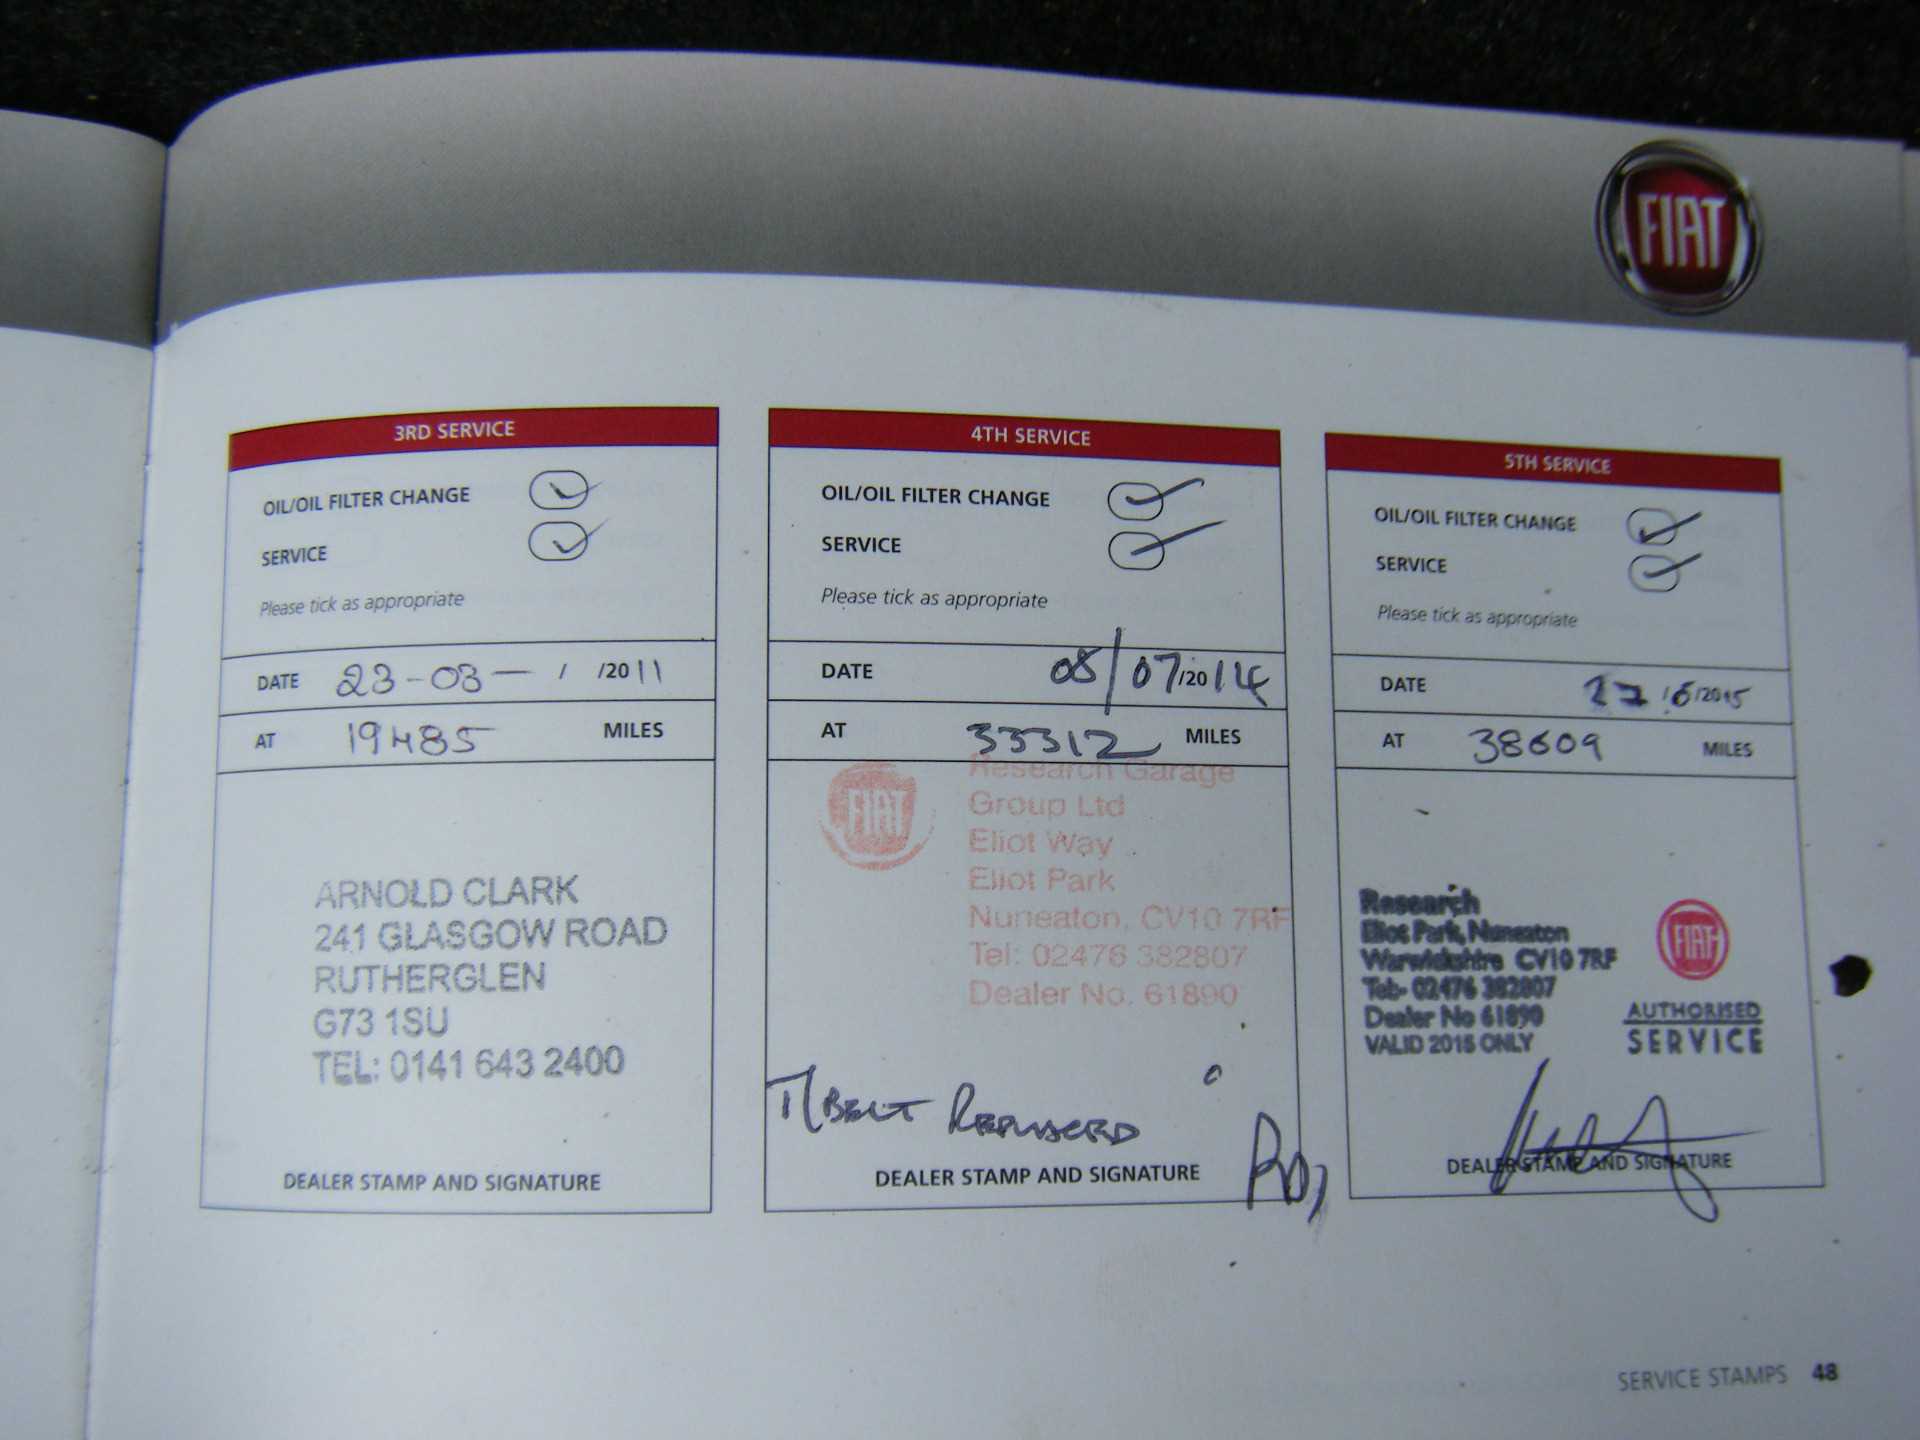 FIAT
3RD SERVICE
OIL/OIL FILTER CHANGE
SERVICE
Please tick as appropriate
DATE 23-03- / /2011
AT 19485 MILES
ARNOLD CLARK
241 GLASGOW ROAD
RUTHERGLEN
G73 1SU
TEL: 0141 643 2400
DEALER STAMP AND SIGNATURE
4TH SERVICE
OIL/OIL FILTER CHANGE
SERVICE
Please tick as appropriate
DATE 08/07/2014
AT 33312 MILES
FIAT
Research Garage
Group Ltd
Eliot Way
Eliot Park
Nuneaton, CV10 7RF
Tel: 02476 382807
Dealer No. 61890
T/BELT REPLACED
DEALER STAMP AND SIGNATURE
5TH SERVICE
OIL/OIL FILTER CHANGE
SERVICE
Please tick as appropriate
DATE /6/2015
AT 38609 MILES
Research
Eliot Park, Nuneaton
Warwickshire CV10 7RF
Tel:- 02476 382807
Dealer No 61890
VALID 2015 ONLY
FIAT
AUTHORISED
SERVICE
DEALER STAMP AND SIGNATURE
SERVICE STAMPS 48